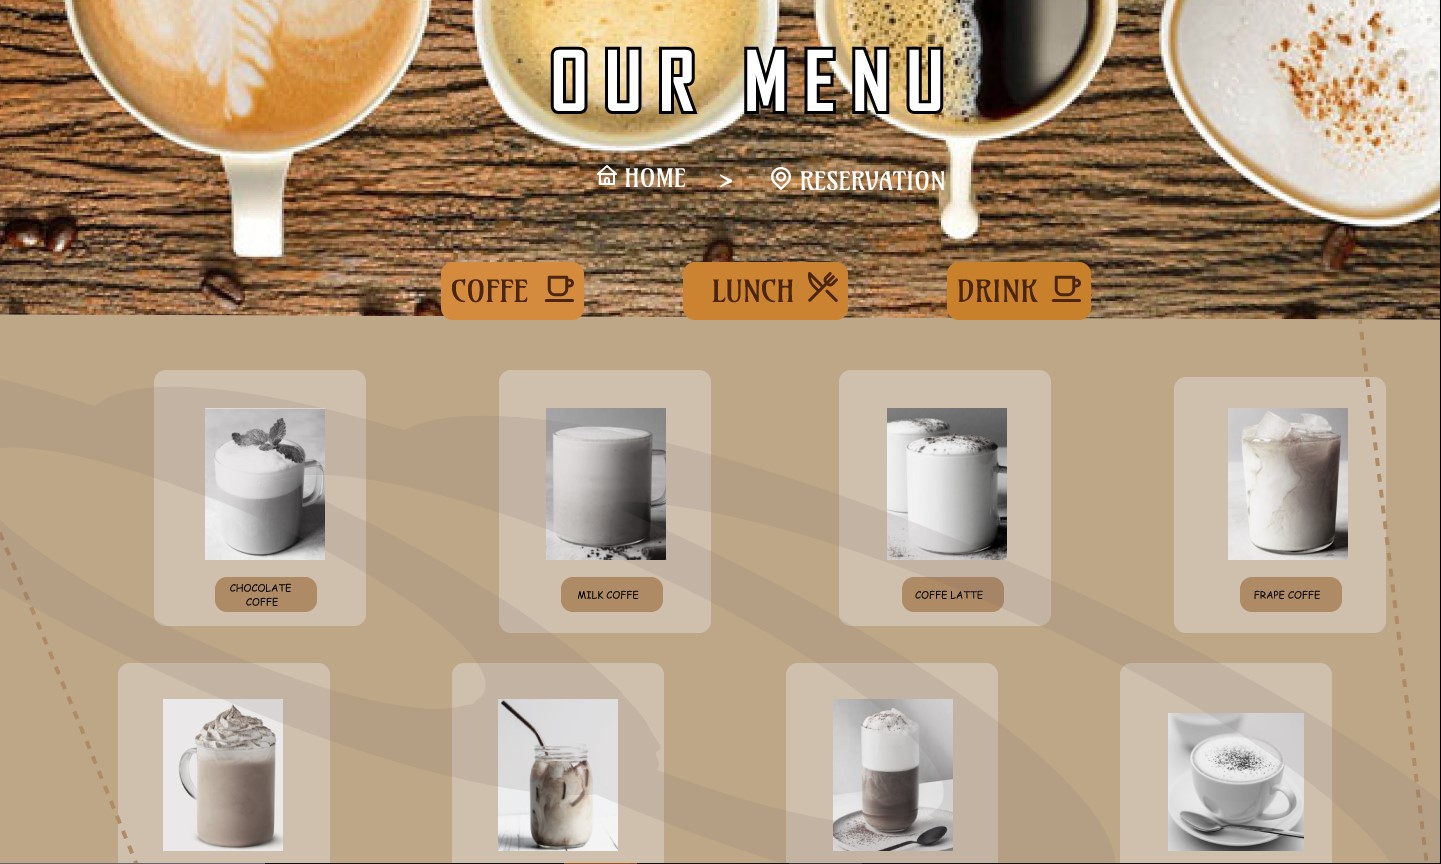 OUR MENU
HOME > RESERVATION
COFFE
LUNCH
DRINK
CHOCOLATE
COFFE
MILK COFFE
COFFE LATTE
FRAPE COFFE